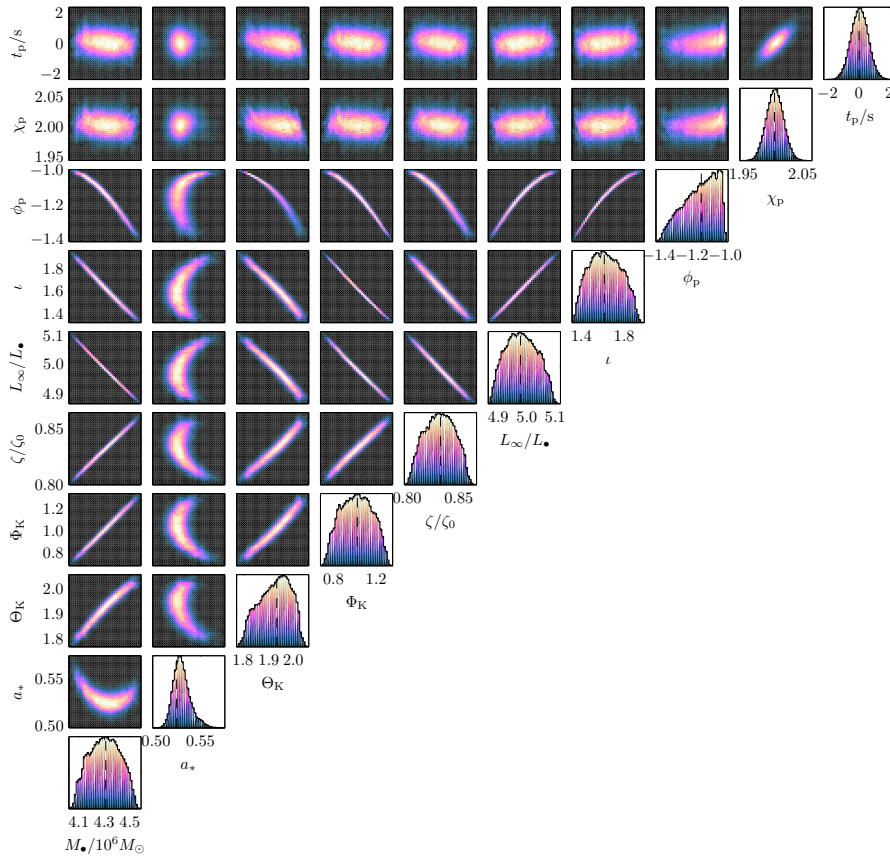 2
t_p/s
0
−2
−2 0 2
t_p/s
2.05
χ_p
2.00
1.95
1.95 2.05
χ_p
−1.0
ϕ_p
−1.2
−1.4
−1.4 −1.2 −1.0
ϕ_p
1.8
ι
1.6
1.4
1.4 1.8
ι
5.1
L_∞/L_•
5.0
4.9
4.9 5.0 5.1
L_∞/L_•
0.85
ζ/ζ_0
0.80
0.80 0.85
ζ/ζ_0
1.2
Φ_K
1.0
0.8
0.8 1.2
Φ_K
2.0
Θ_K
1.9
1.8
1.8 1.9 2.0
Θ_K
0.55
a_*
0.50
0.50 0.55
a_*
4.1 4.3 4.5
M_•/10^6 M_⊙